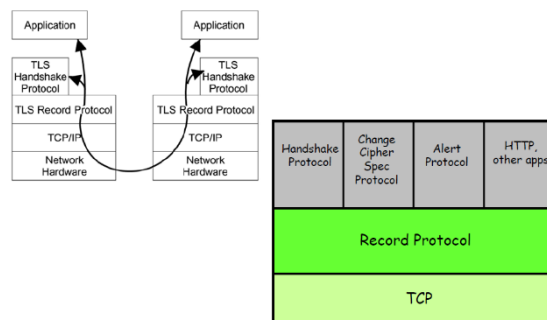 Application
Application
TLS
Handshake
Protocol
TLS
Handshake
Protocol
TLS Record Protocol
TLS Record Protocol
TCP/IP
TCP/IP
Network
Hardware
Network
Hardware
Handshake
Protocol
Change
Cipher
Spec
Protocol
Alert
Protocol
HTTP,
other apps
Record Protocol
TCP